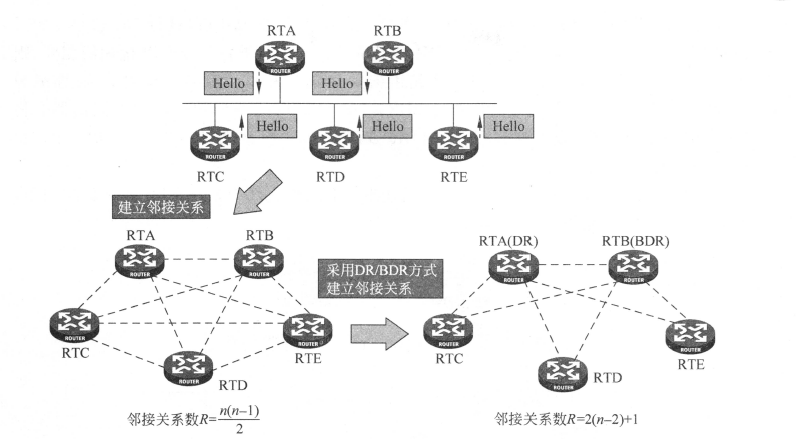 RTA
RTB
ROUTER
ROUTER
Hello
Hello
Hello
Hello
Hello
ROUTER
ROUTER
ROUTER
RTC
RTD
RTE
建立邻接关系
RTA
RTB
ROUTER
ROUTER
采用DR/BDR方式
建立邻接关系
RTA(DR)
RTB(BDR)
ROUTER
ROUTER
ROUTER
ROUTER
RTC
RTE
ROUTER
RTD
ROUTER
ROUTER
RTC
RTE
ROUTER
RTD
邻接关系数R=n(n–1)/2
邻接关系数R=2(n–2)+1